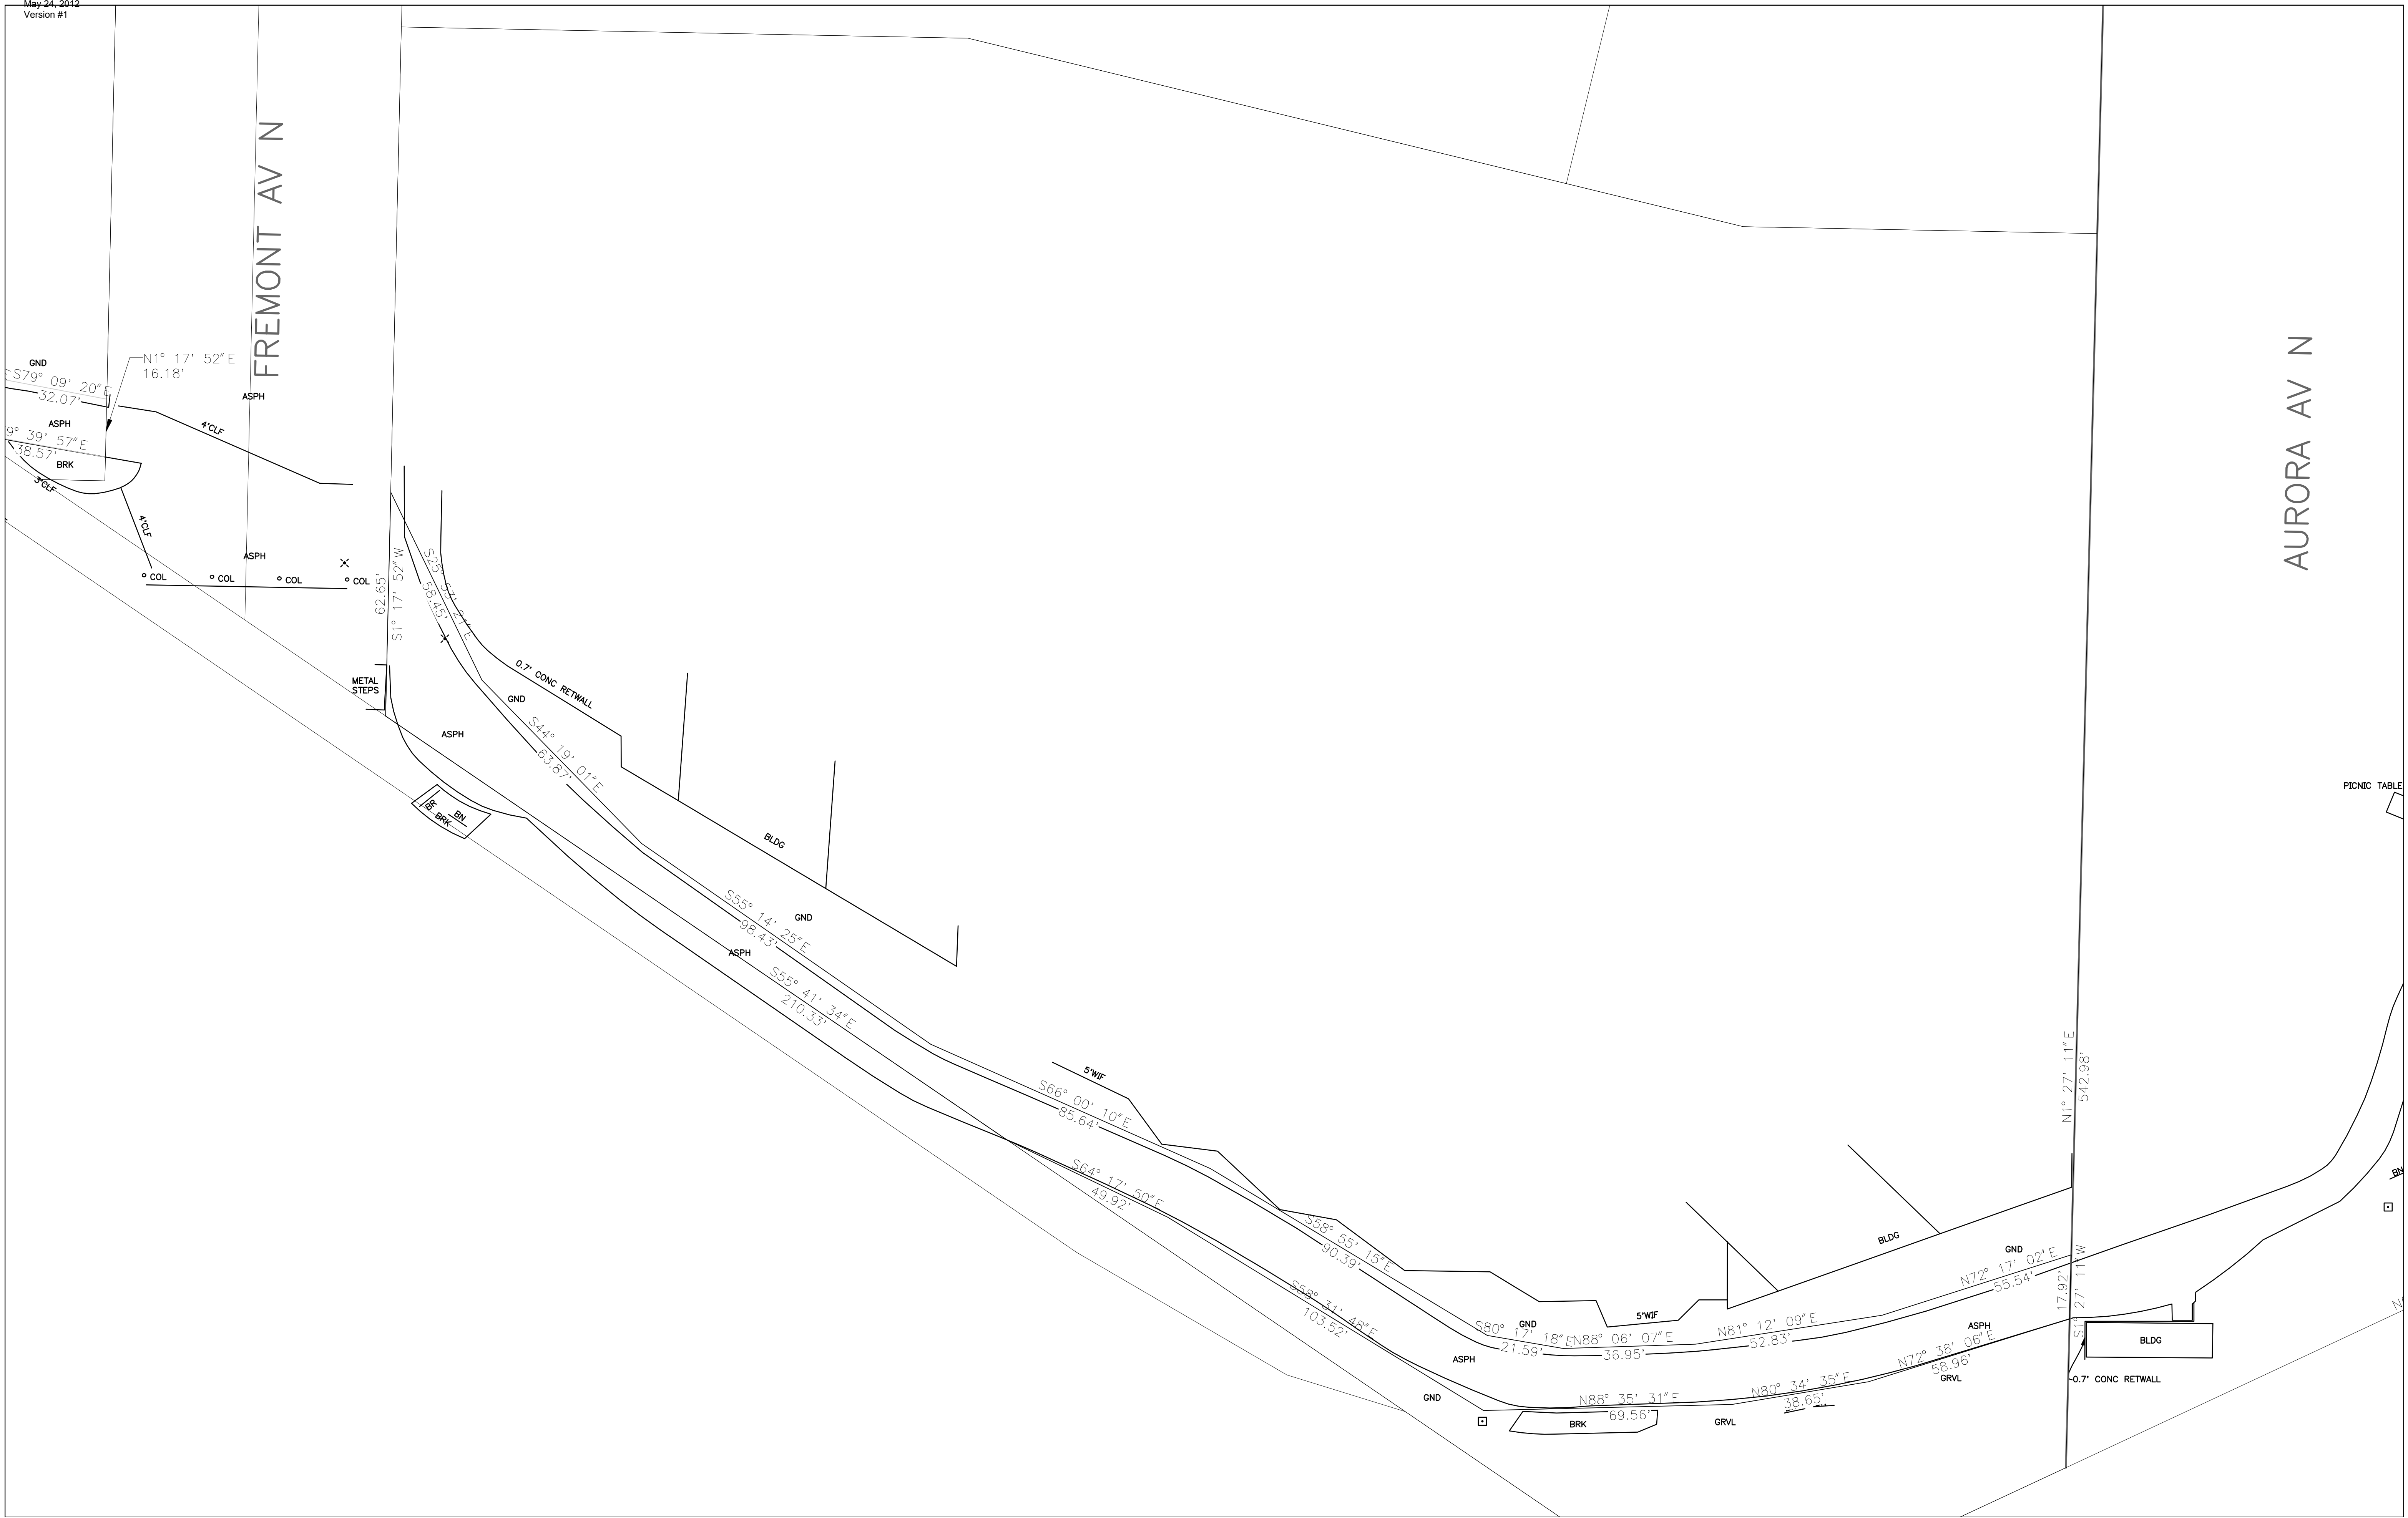 May 24, 2012
Version #1
FREMONT AV N
AURORA AV N
GND
S79° 09' 20"E
32.07'
N1° 17' 52"E
16.18'
ASPH
ASPH
4'CLF
9° 39' 57"E
38.57'
BRK
3'CLF
4'CLF
ASPH
COL
COL
COL
COL
62.65'
S1° 17' 52"W
S25° 53' 21"E
58.45'
METAL
STEPS
0.7' CONC RETWALL
GND
ASPH
S44° 19' 01"E
63.87'
BR
BN
BRK
BLDG
PICNIC TABLE
S55° 14' 25"E
98.43'
GND
ASPH
S55° 41' 34"E
210.33'
5'WIF
S66° 00' 10"E
85.64'
N1° 27' 11"E
542.98'
S64° 17' 50"E
49.92'
BN
S58° 55' 15"E
90.39'
BLDG
GND
N72° 17' 02"E
55.54'
17.92'
S1° 27' 11"W
S58° 31' 48"E
103.52'
GND
5'WIF
S80° 17' 18"E
21.59'
N88° 06' 07"E
36.95'
N81° 12' 09"E
52.83'
ASPH
BLDG
ASPH
N72° 38' 06"E
58.96'
GRVL
0.7' CONC RETWALL
GND
N88° 35' 31"E
69.56'
N80° 34' 35"E
38.65'
BRK
GRVL